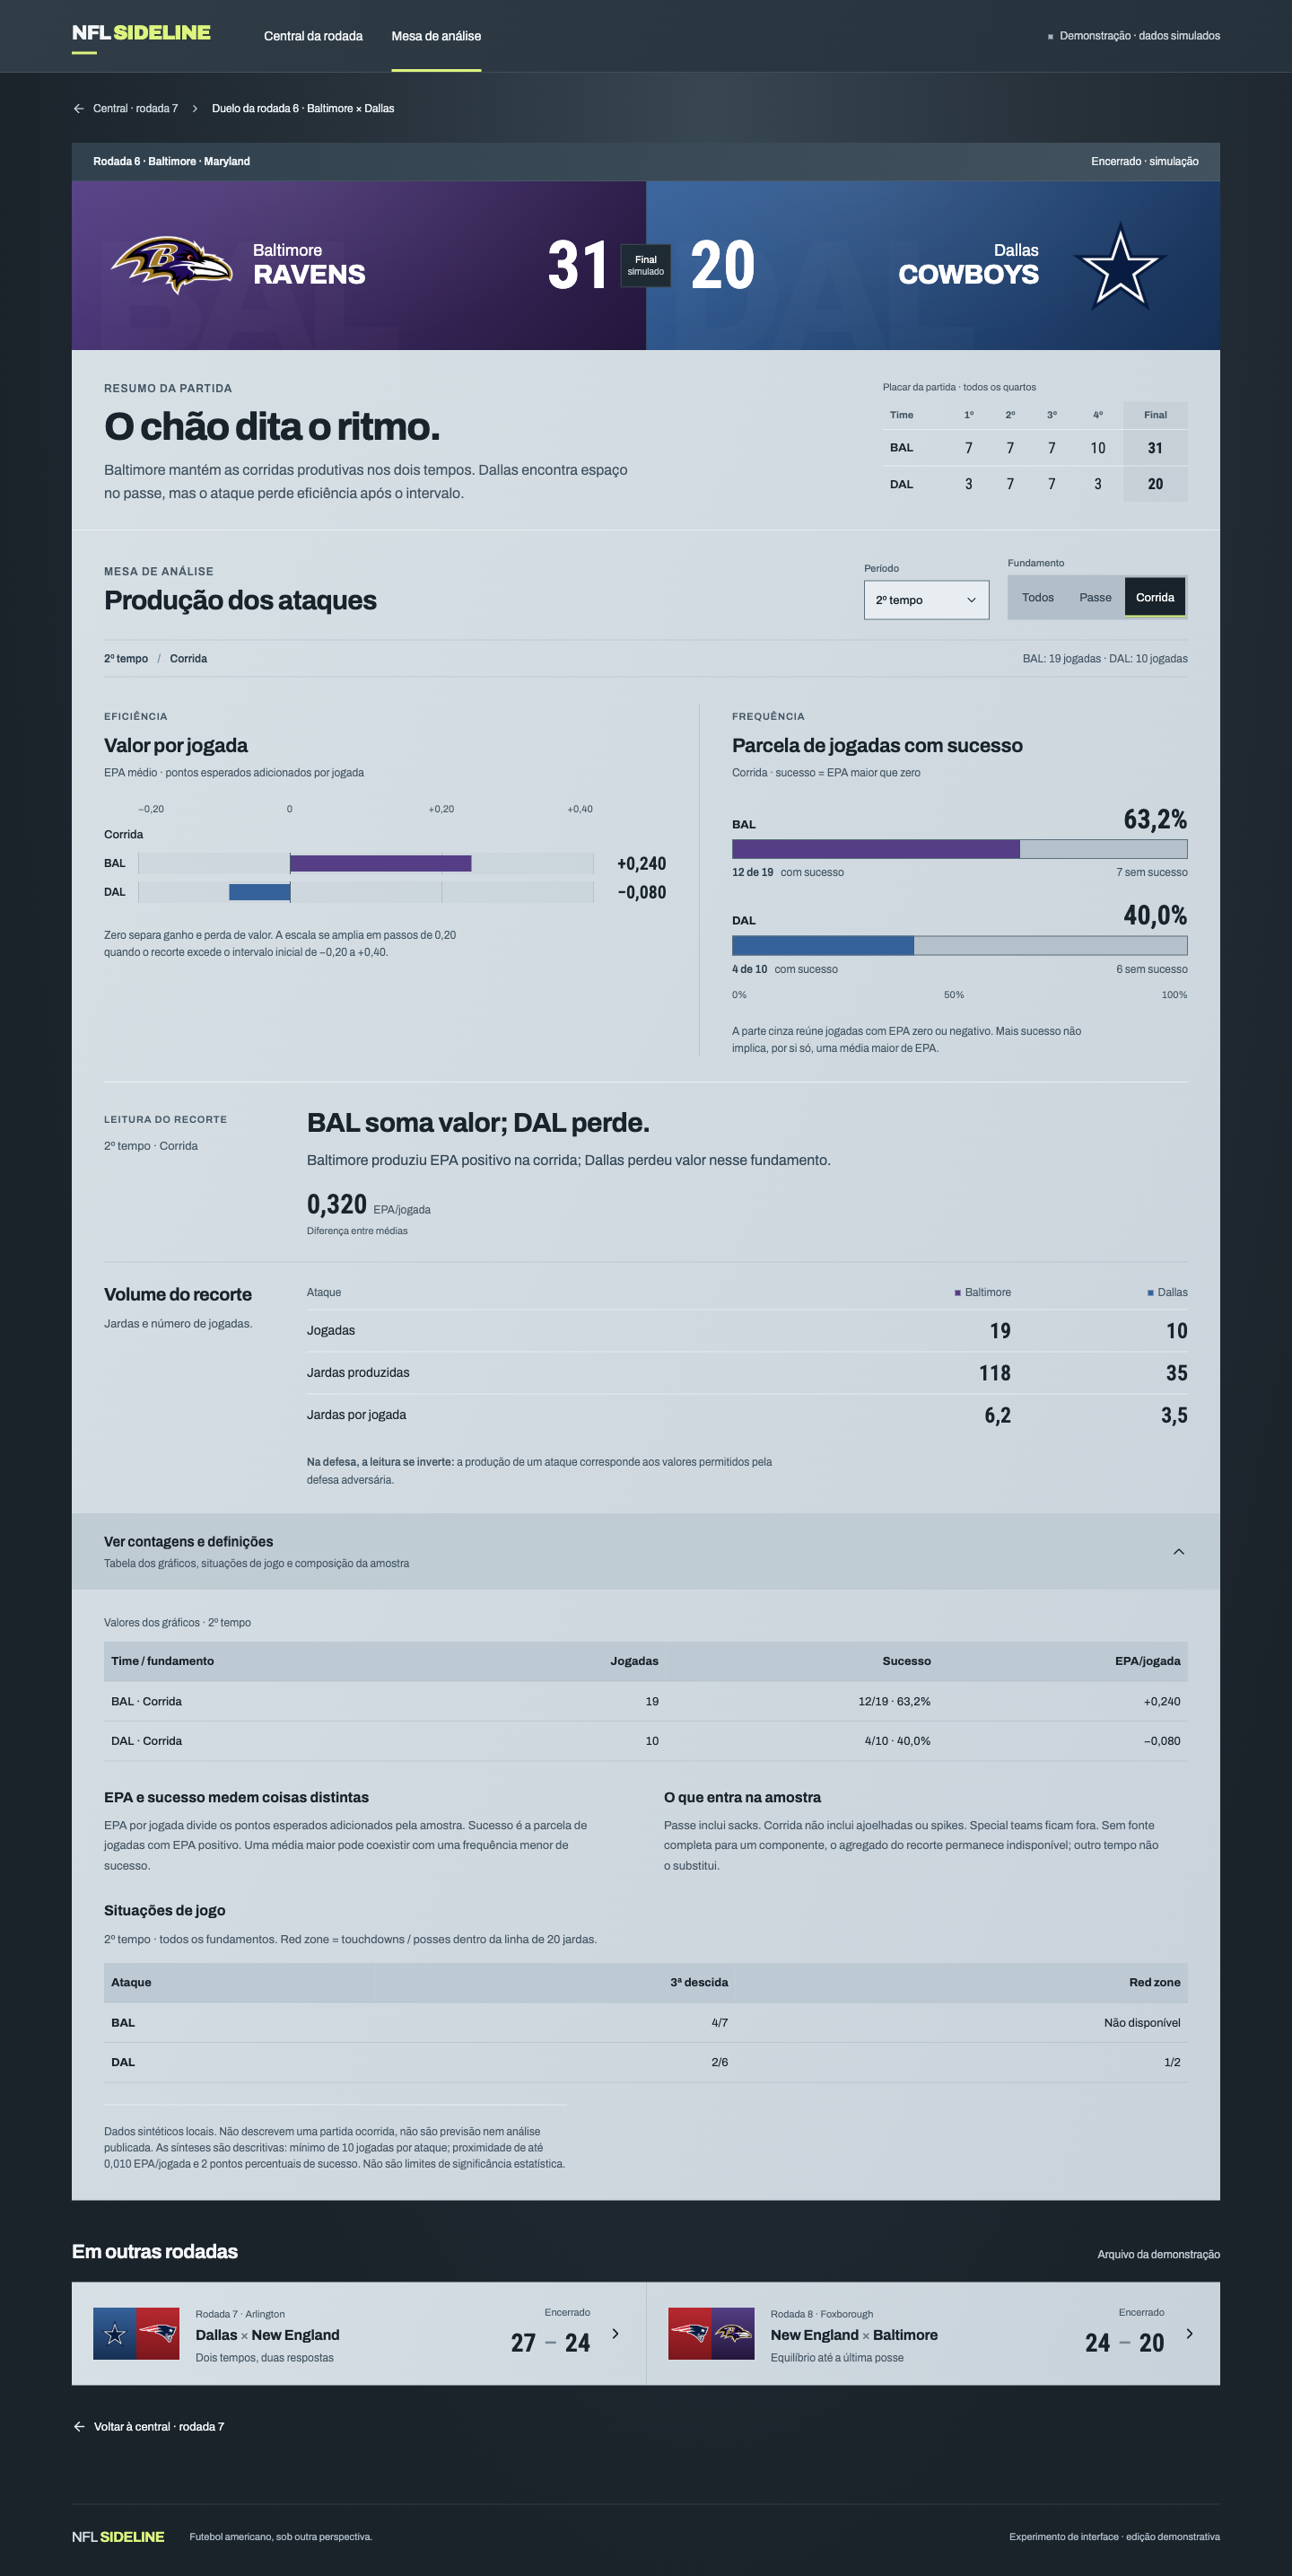 NFL SIDELINE
Central da rodada
Mesa de análise
Demonstração · dados simulados
Central · rodada 7
Duelo da rodada 6 · Baltimore × Dallas
Rodada 6 · Baltimore · Maryland
Encerrado · simulação
BAL
DAL
Baltimore
RAVENS
31
Final
simulado
20
Dallas
COWBOYS
RESUMO DA PARTIDA
O chão dita o ritmo.
Baltimore mantém as corridas produtivas nos dois tempos. Dallas encontra espaço
no passe, mas o ataque perde eficiência após o intervalo.
Placar da partida · todos os quartos
Time 1º 2º 3º 4º Final
BAL 7 7 7 10 31
DAL 3 7 7 3 20
MESA DE ANÁLISE
Produção dos ataques
Período
2º tempo
Fundamento
Todos Passe Corrida
2º tempo / Corrida
BAL: 19 jogadas · DAL: 10 jogadas
EFICIÊNCIA
Valor por jogada
EPA médio · pontos esperados adicionados por jogada
−0,20 0 +0,20 +0,40
Corrida
BAL +0,240
DAL −0,080
Zero separa ganho e perda de valor. A escala se amplia em passos de 0,20
quando o recorte excede o intervalo inicial de −0,20 a +0,40.
FREQUÊNCIA
Parcela de jogadas com sucesso
Corrida · sucesso = EPA maior que zero
BAL 63,2%
12 de 19 com sucesso 7 sem sucesso
DAL 40,0%
4 de 10 com sucesso 6 sem sucesso
0% 50% 100%
A parte cinza reúne jogadas com EPA zero ou negativo. Mais sucesso não
implica, por si só, uma média maior de EPA.
LEITURA DO RECORTE
2º tempo · Corrida
BAL soma valor; DAL perde.
Baltimore produziu EPA positivo na corrida; Dallas perdeu valor nesse fundamento.
0,320 EPA/jogada
Diferença entre médias
Volume do recorte
Jardas e número de jogadas.
Ataque Baltimore Dallas
Jogadas 19 10
Jardas produzidas 118 35
Jardas por jogada 6,2 3,5
Na defesa, a leitura se inverte: a produção de um ataque corresponde aos valores permitidos pela
defesa adversária.
Ver contagens e definições
Tabela dos gráficos, situações de jogo e composição da amostra
Valores dos gráficos · 2º tempo
Time / fundamento Jogadas Sucesso EPA/jogada
BAL · Corrida 19 12/19 · 63,2% +0,240
DAL · Corrida 10 4/10 · 40,0% −0,080
EPA e sucesso medem coisas distintas
EPA por jogada divide os pontos esperados adicionados pela amostra. Sucesso é a parcela de
jogadas com EPA positivo. Uma média maior pode coexistir com uma frequência menor de
sucesso.
O que entra na amostra
Passe inclui sacks. Corrida não inclui ajoelhadas ou spikes. Special teams ficam fora. Sem fonte
completa para um componente, o agregado do recorte permanece indisponível; outro tempo não
o substitui.
Situações de jogo
2º tempo · todos os fundamentos. Red zone = touchdowns / posses dentro da linha de 20 jardas.
Ataque 3ª descida Red zone
BAL 4/7 Não disponível
DAL 2/6 1/2
Dados sintéticos locais. Não descrevem uma partida ocorrida, não são previsão nem análise
publicada. As sínteses são descritivas: mínimo de 10 jogadas por ataque; proximidade de até
0,010 EPA/jogada e 2 pontos percentuais de sucesso. Não são limites de significância estatística.
Em outras rodadas
Arquivo da demonstração
Rodada 7 · Arlington
Dallas × New England
Dois tempos, duas respostas
Encerrado
27 – 24
Rodada 8 · Foxborough
New England × Baltimore
Equilíbrio até a última posse
Encerrado
24 – 20
Voltar à central · rodada 7
NFL SIDELINE
Futebol americano, sob outra perspectiva.
Experimento de interface · edição demonstrativa